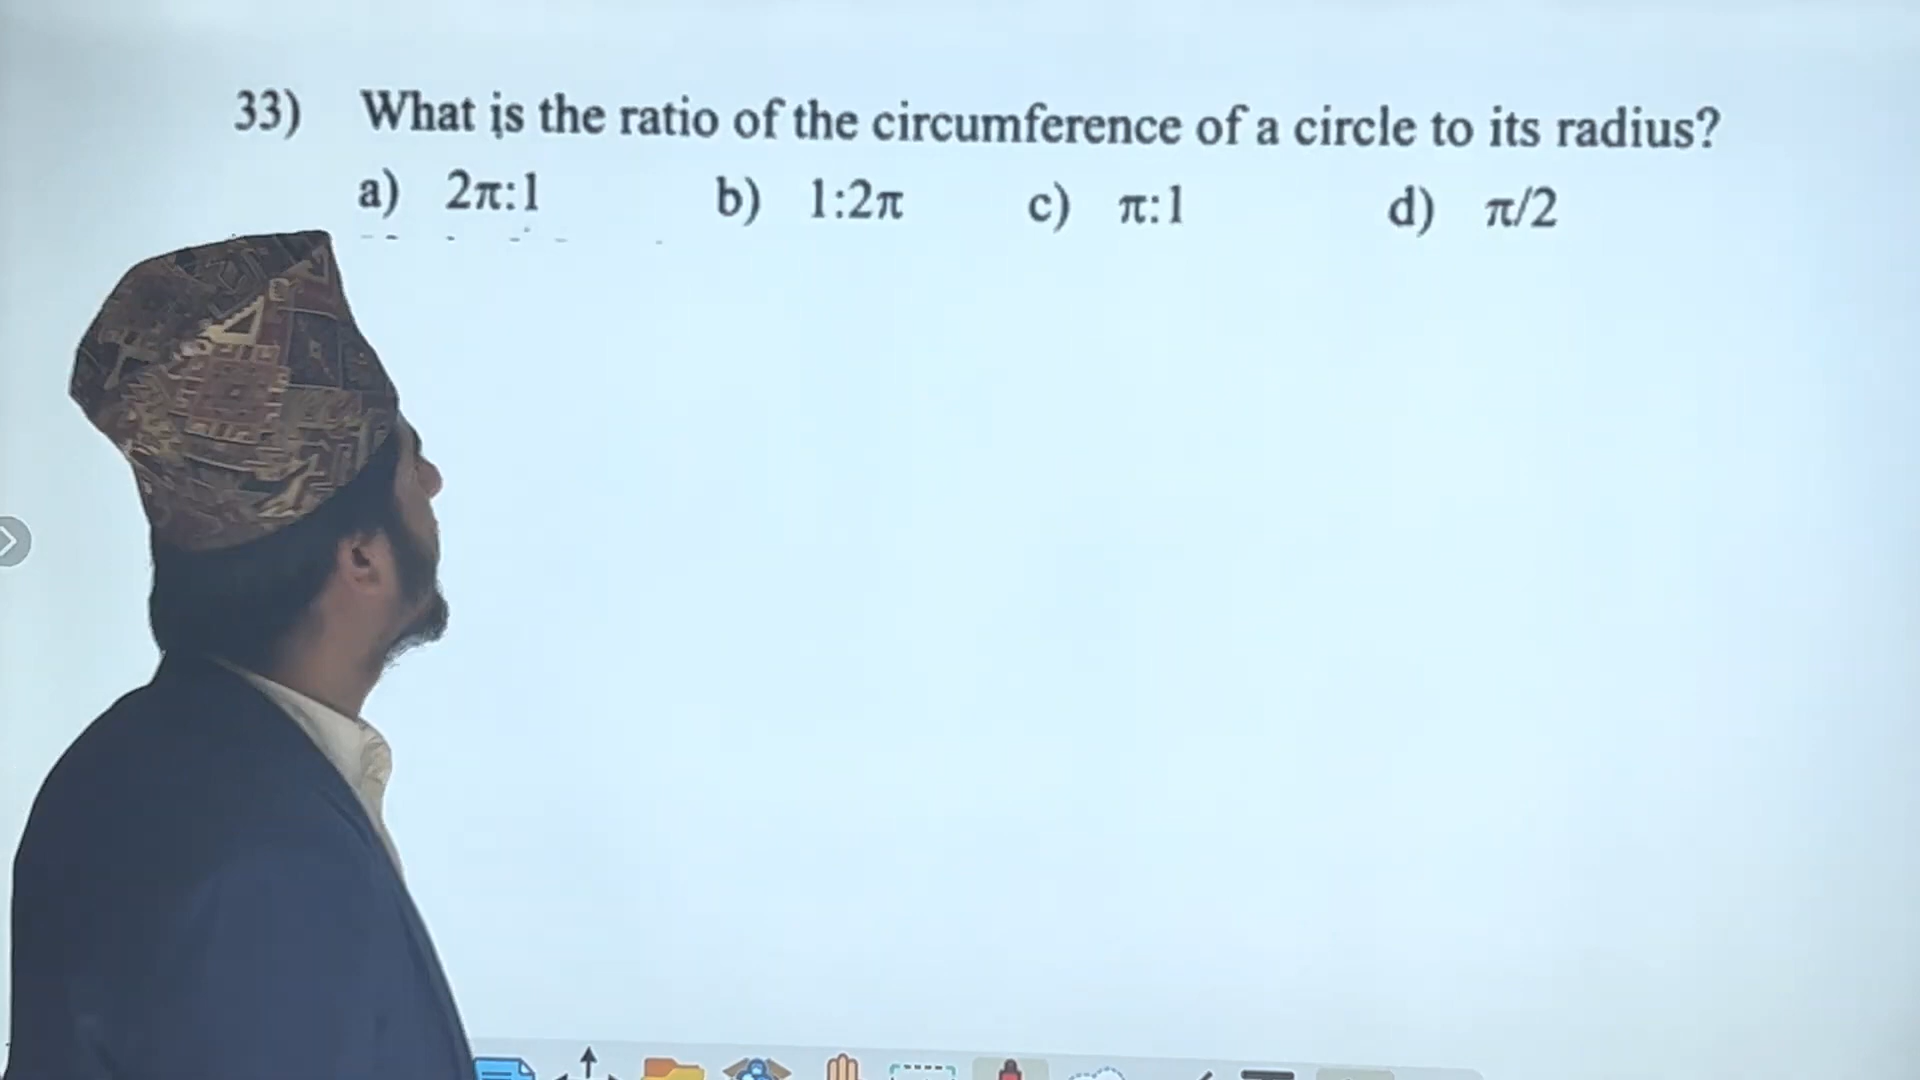 33) What is the ratio of the circumference of a circle to its radius?
a) 2π:1 b) 1:2π c) π:1 d) π/2